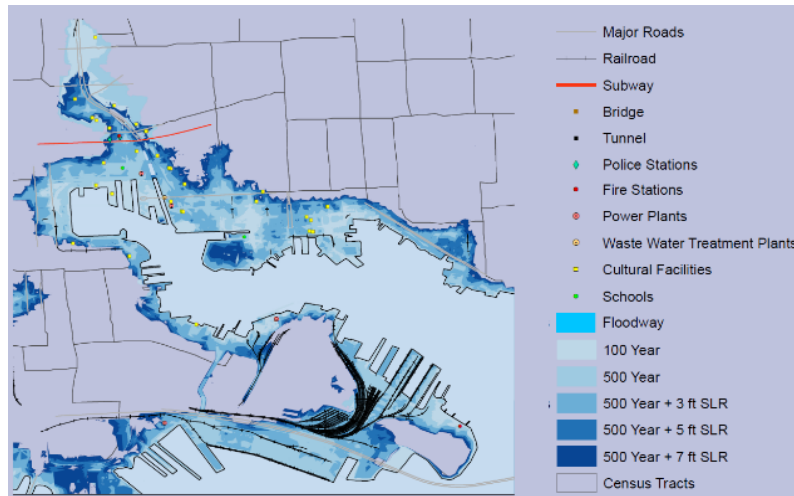 Major Roads
Railroad
Subway
Bridge
Tunnel
Police Stations
Fire Stations
Power Plants
Waste Water Treatment Plants
Cultural Facilities
Schools
Floodway
100 Year
500 Year
500 Year + 3 ft SLR
500 Year + 5 ft SLR
500 Year + 7 ft SLR
Census Tracts